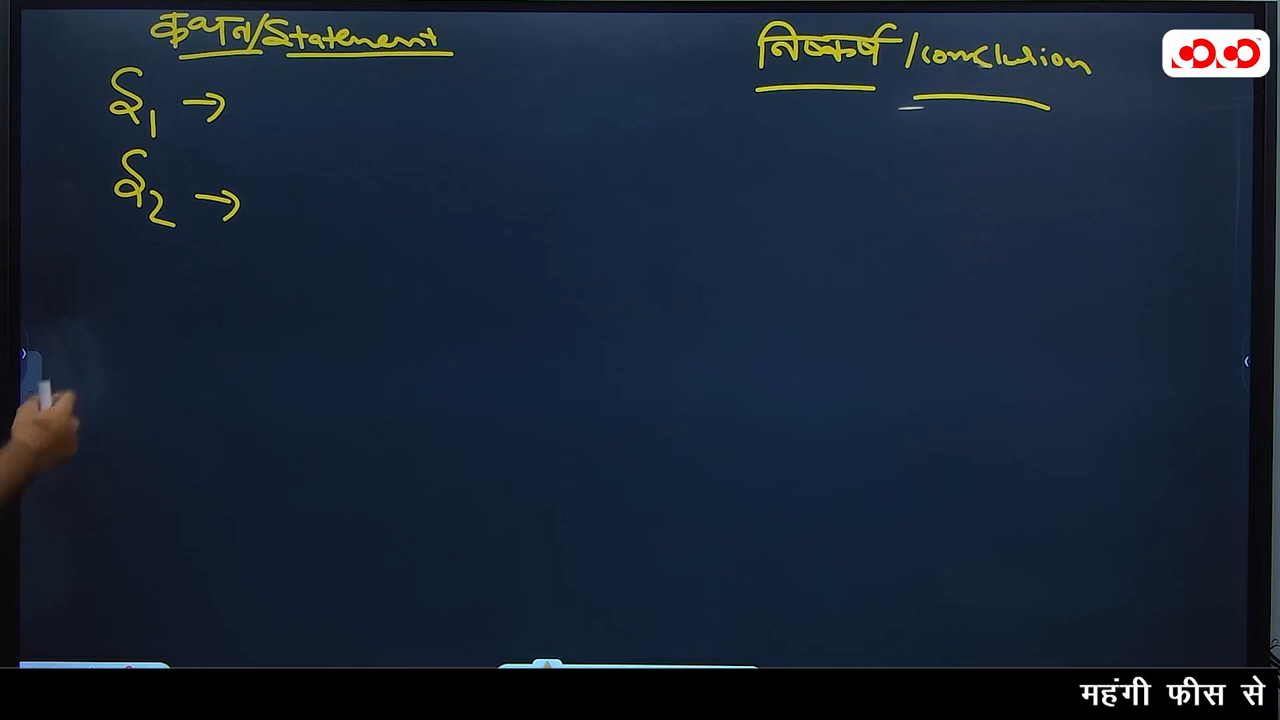 कथन/Statement
निष्कर्ष/conclusion
S1 →
S2 →
महंगी फीस से